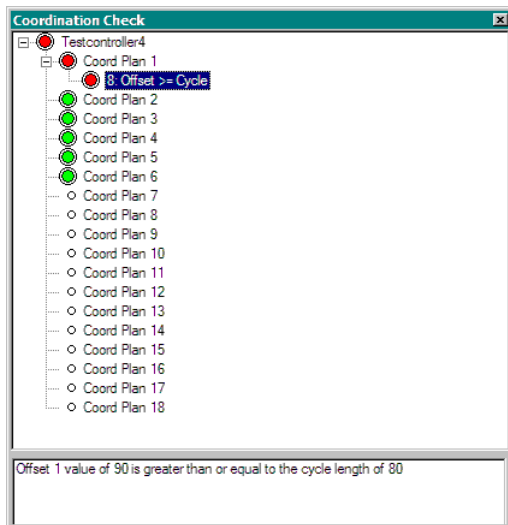 Coordination Check
Testcontroller4
Coord Plan 1
8: Offset >= Cycle
Coord Plan 2
Coord Plan 3
Coord Plan 4
Coord Plan 5
Coord Plan 6
Coord Plan 7
Coord Plan 8
Coord Plan 9
Coord Plan 10
Coord Plan 11
Coord Plan 12
Coord Plan 13
Coord Plan 14
Coord Plan 15
Coord Plan 16
Coord Plan 17
Coord Plan 18
Offset 1 value of 90 is greater than or equal to the cycle length of 80